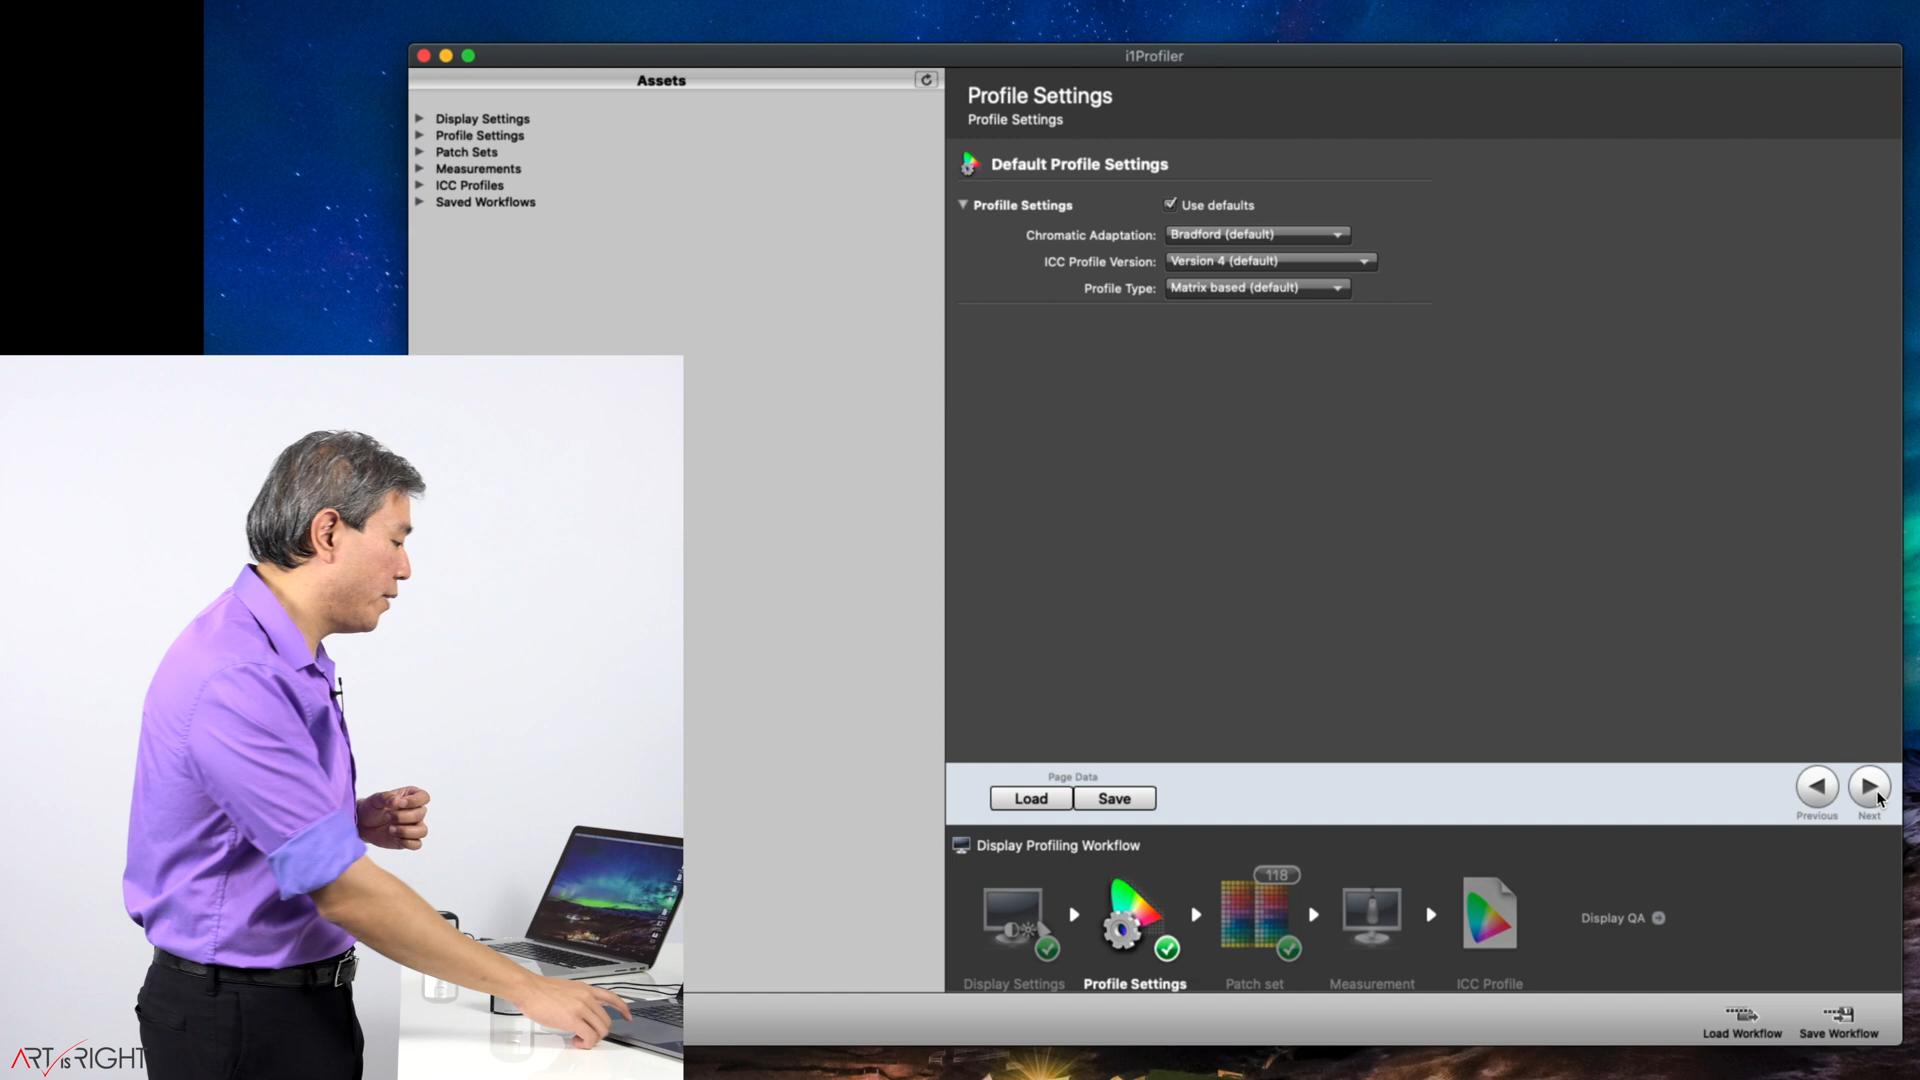 i1Profiler
Assets
Display Settings
Profile Settings
Patch Sets
Measurements
ICC Profiles
Saved Workflows
Profile Settings
Profile Settings
Default Profile Settings
Profille Settings
Use defaults
Chromatic Adaptation: Bradford (default)
ICC Profile Version: Version 4 (default)
Profile Type: Matrix based (default)
Page Data
Load Save
Previous Next
Display Profiling Workflow
118
Display QA
Display Settings Profile Settings Patch set Measurement ICC Profile
Load Workflow Save Workflow
ART is RIGHT